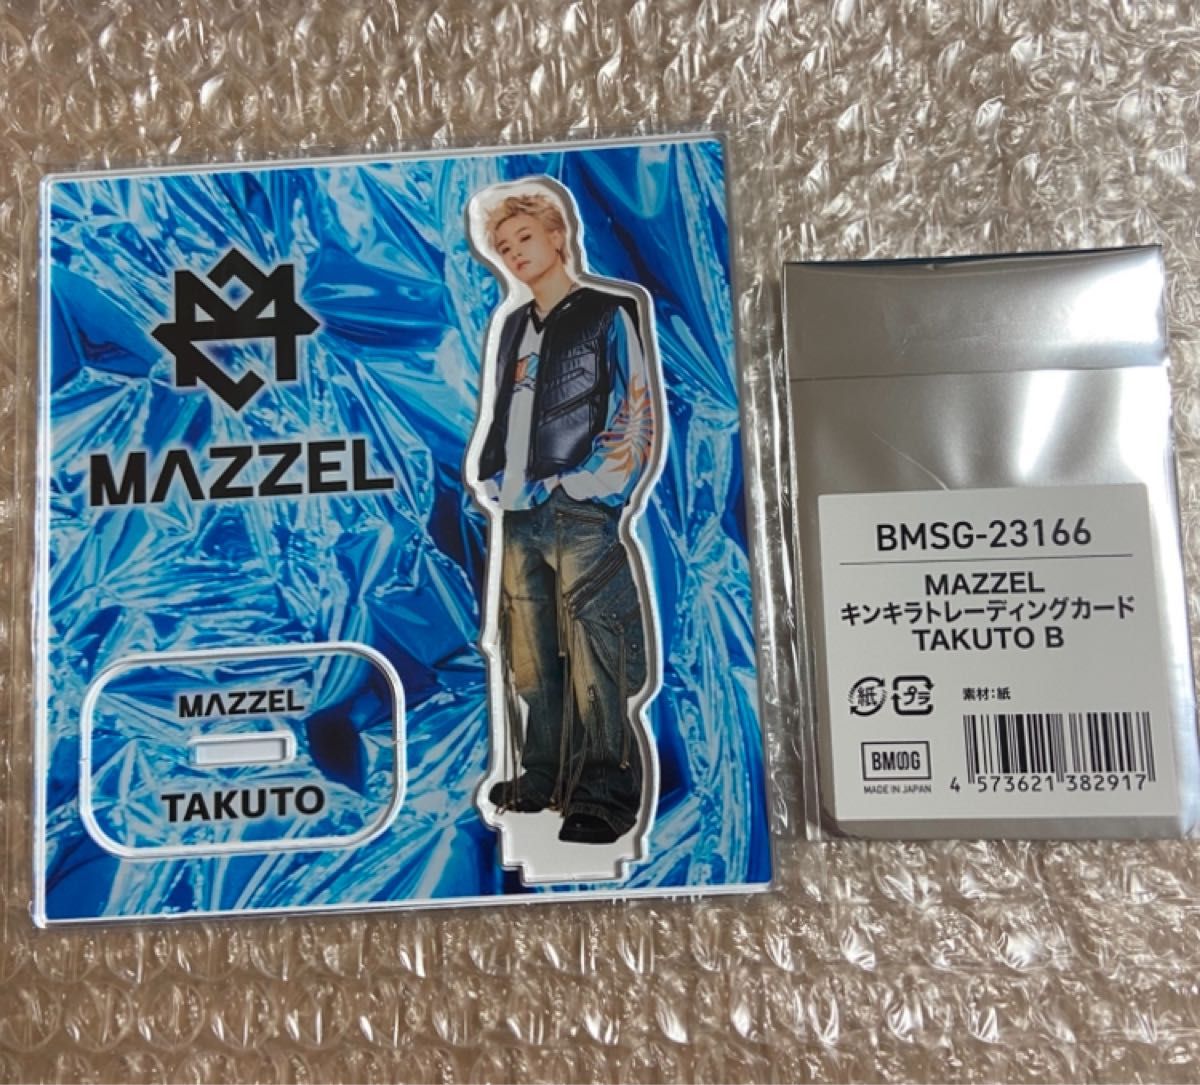 MAZZEL
MAZZEL
TAKUTO
BMSG-23166
MAZZEL
キンキラトレーディングカード
TAKUTO B
紙 プラ 素材:紙
BMSG
MADE IN JAPAN
4 573621 382917